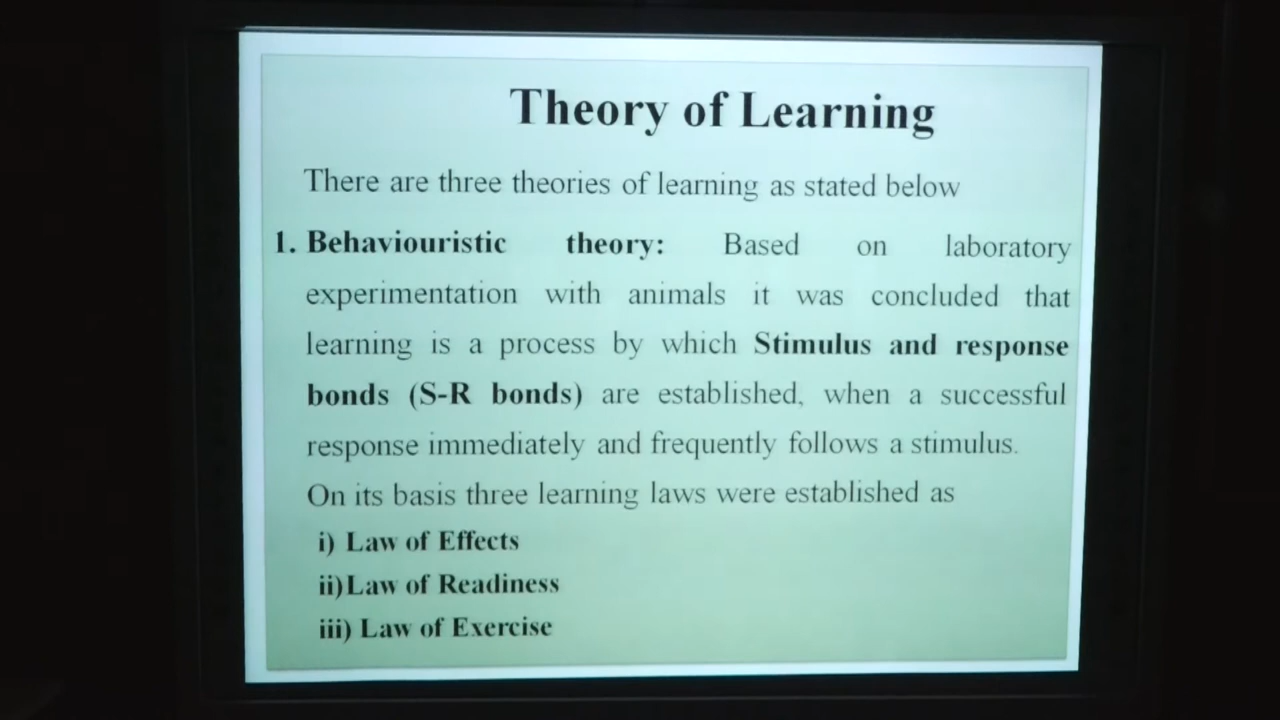 Theory of Learning
There are three theories of learning as stated below
1. Behaviouristic theory: Based on laboratory
experimentation with animals it was concluded that
learning is a process by which Stimulus and response
bonds (S-R bonds) are established, when a successful
response immediately and frequently follows a stimulus.
On its basis three learning laws were established as
i) Law of Effects
ii)Law of Readiness
iii) Law of Exercise